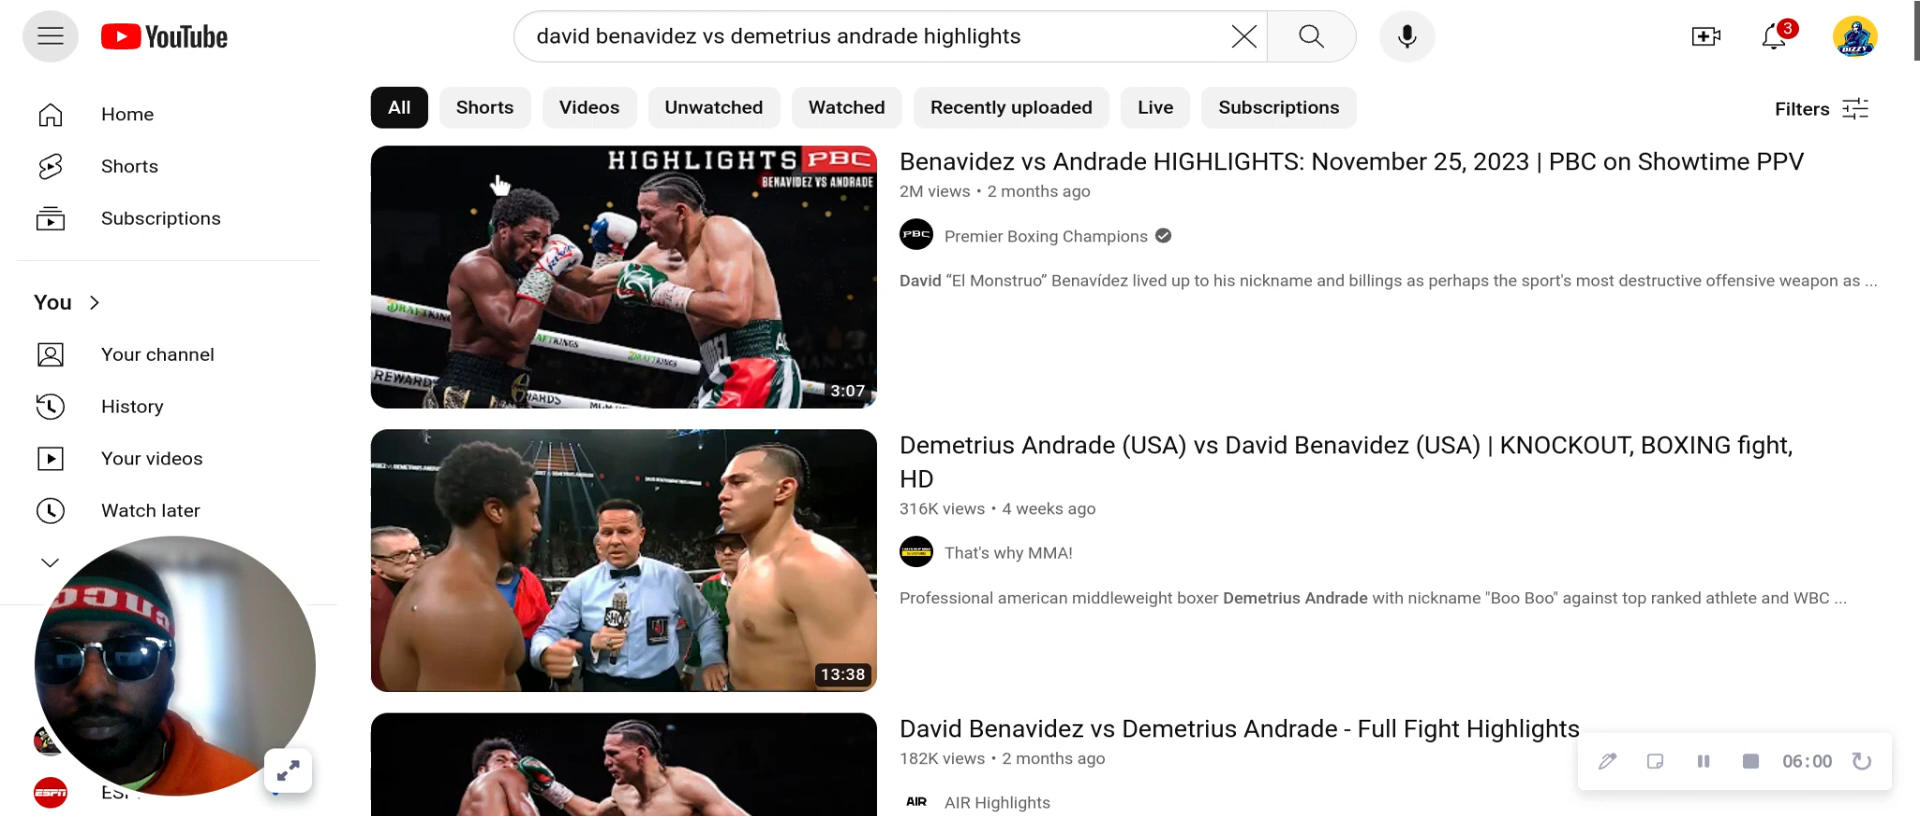 YouTube
david benavidez vs demetrius andrade highlights
3
DIZZY
Home
Shorts
Subscriptions
You
Your channel
History
Your videos
Watch later
ESPN
All
Shorts
Videos
Unwatched
Watched
Recently uploaded
Live
Subscriptions
Filters
HIGHLIGHTS PBC
BENAVIDEZ VS ANDRADE
DRAFTKINGS
REWARDS
3:07
Benavidez vs Andrade HIGHLIGHTS: November 25, 2023 | PBC on Showtime PPV
2M views • 2 months ago
PBC
Premier Boxing Champions
David “El Monstruo” Benavídez lived up to his nickname and billings as perhaps the sport's most destructive offensive weapon as ...
13:38
Demetrius Andrade (USA) vs David Benavidez (USA) | KNOCKOUT, BOXING fight,
HD
316K views • 4 weeks ago
That's why MMA!
Professional american middleweight boxer Demetrius Andrade with nickname "Boo Boo" against top ranked athlete and WBC ...
David Benavidez vs Demetrius Andrade - Full Fight Highlights
182K views • 2 months ago
AIR
AIR Highlights
06:00